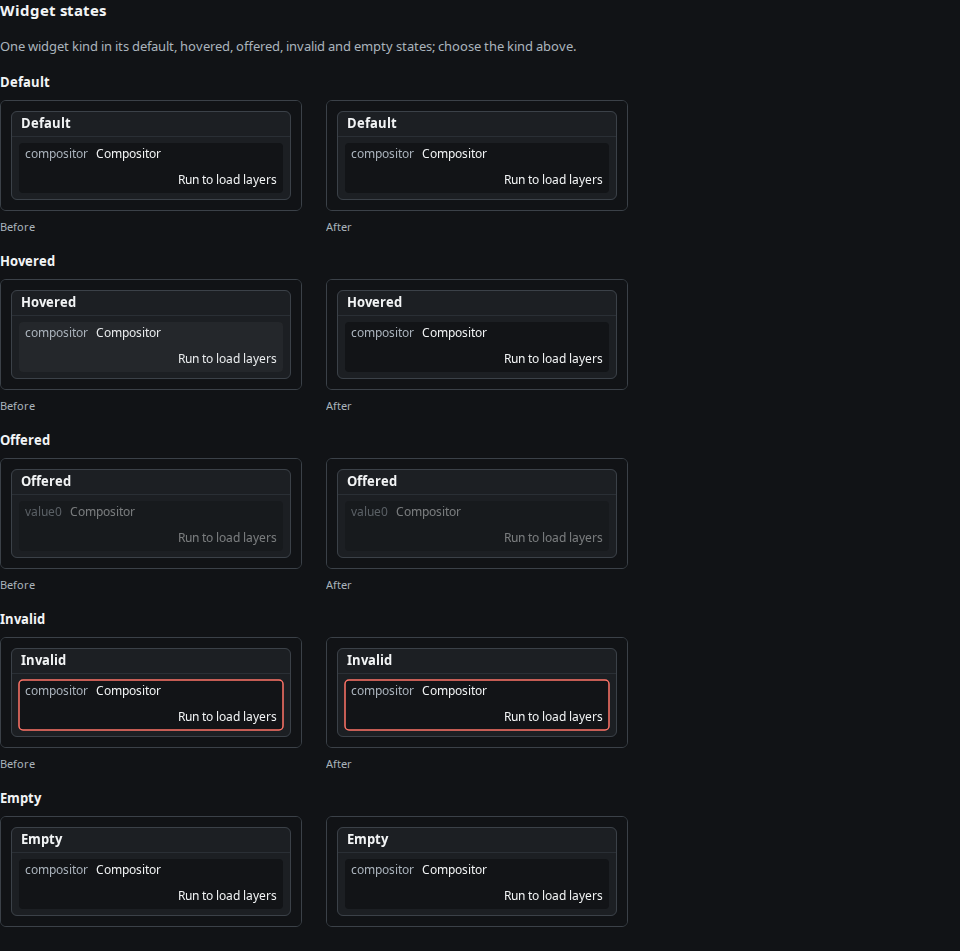 Widget states
One widget kind in its default, hovered, offered, invalid and empty states; choose the kind above.
Default
Default
compositor Compositor
Run to load layers
Before
Default
compositor Compositor
Run to load layers
After
Hovered
Hovered
compositor Compositor
Run to load layers
Before
Hovered
compositor Compositor
Run to load layers
After
Offered
Offered
value0 Compositor
Run to load layers
Before
Offered
value0 Compositor
Run to load layers
After
Invalid
Invalid
compositor Compositor
Run to load layers
Before
Invalid
compositor Compositor
Run to load layers
After
Empty
Empty
compositor Compositor
Run to load layers
Empty
compositor Compositor
Run to load layers